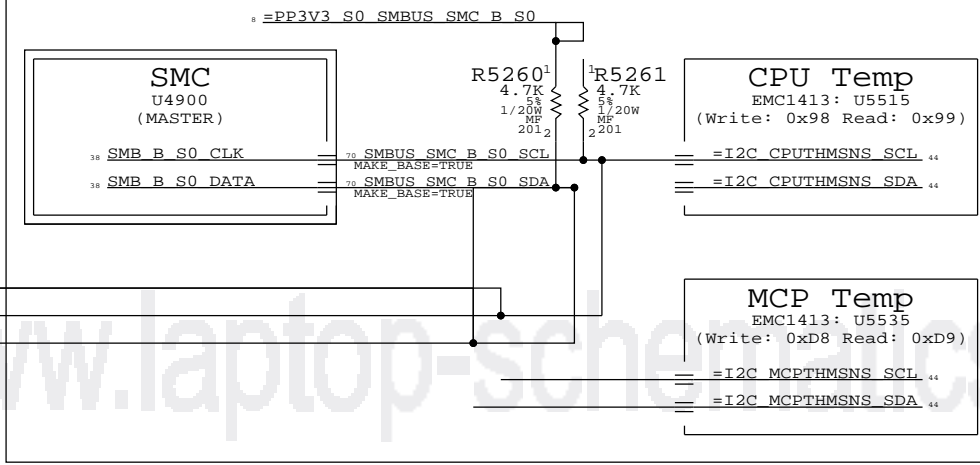 8 =PP3V3_S0_SMBUS_SMC_B_S0
SMC
U4900
(MASTER)
38 SMB_B_S0_CLK
38 SMB_B_S0_DATA
70 SMBUS_SMC_B_S0_SCL
MAKE_BASE=TRUE
70 SMBUS_SMC_B_S0_SDA
MAKE_BASE=TRUE
R5260 1
4.7K
5%
1/20W
MF
201 2
1 R5261
4.7K
5%
1/20W
MF
2 201
CPU Temp
EMC1413: U5515
(Write: 0x98 Read: 0x99)
=I2C_CPUTHMSNS_SCL 44
=I2C_CPUTHMSNS_SDA 44
MCP Temp
EMC1413: U5535
(Write: 0xD8 Read: 0xD9)
=I2C_MCPTHMSNS_SCL 44
=I2C_MCPTHMSNS_SDA 44
w.laptop-schematics